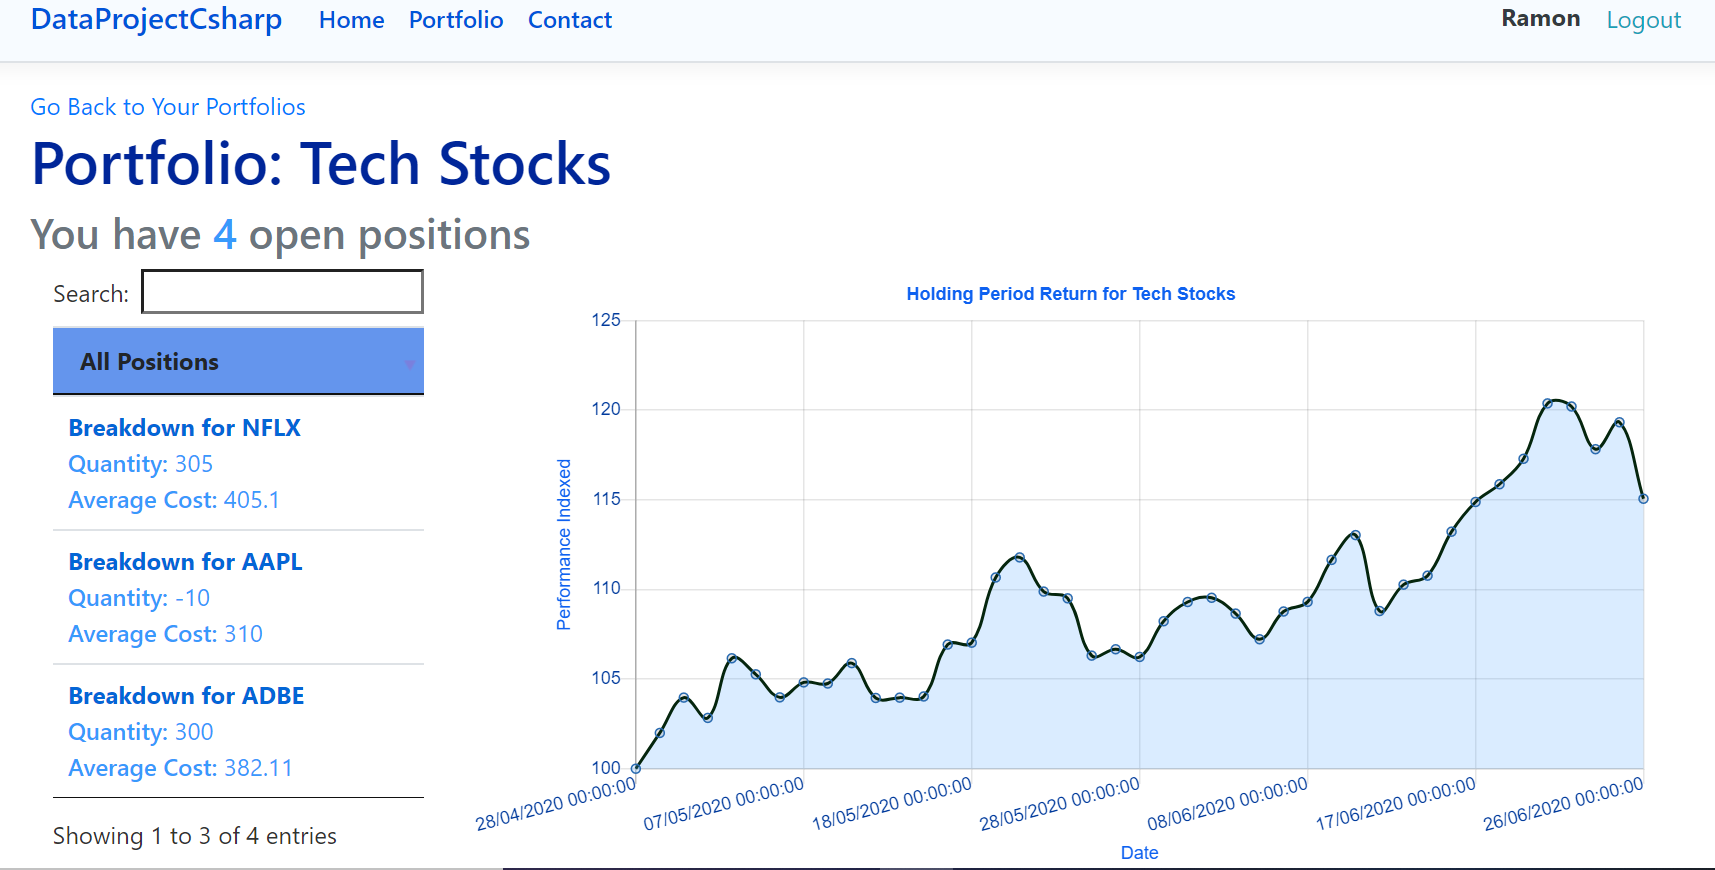 DataProjectCsharp Home Portfolio Contact Ramon Logout
Go Back to Your Portfolios
Portfolio: Tech Stocks
You have 4 open positions
Search:
All Positions
Breakdown for NFLX
Quantity: 305
Average Cost: 405.1
Breakdown for AAPL
Quantity: -10
Average Cost: 310
Breakdown for ADBE
Quantity: 300
Average Cost: 382.11
Showing 1 to 3 of 4 entries
Holding Period Return for Tech Stocks
Performance Indexed
125
120
115
110
105
100
28/04/2020 00:00:00
07/05/2020 00:00:00
18/05/2020 00:00:00
28/05/2020 00:00:00
08/06/2020 00:00:00
17/06/2020 00:00:00
26/06/2020 00:00:00
Date